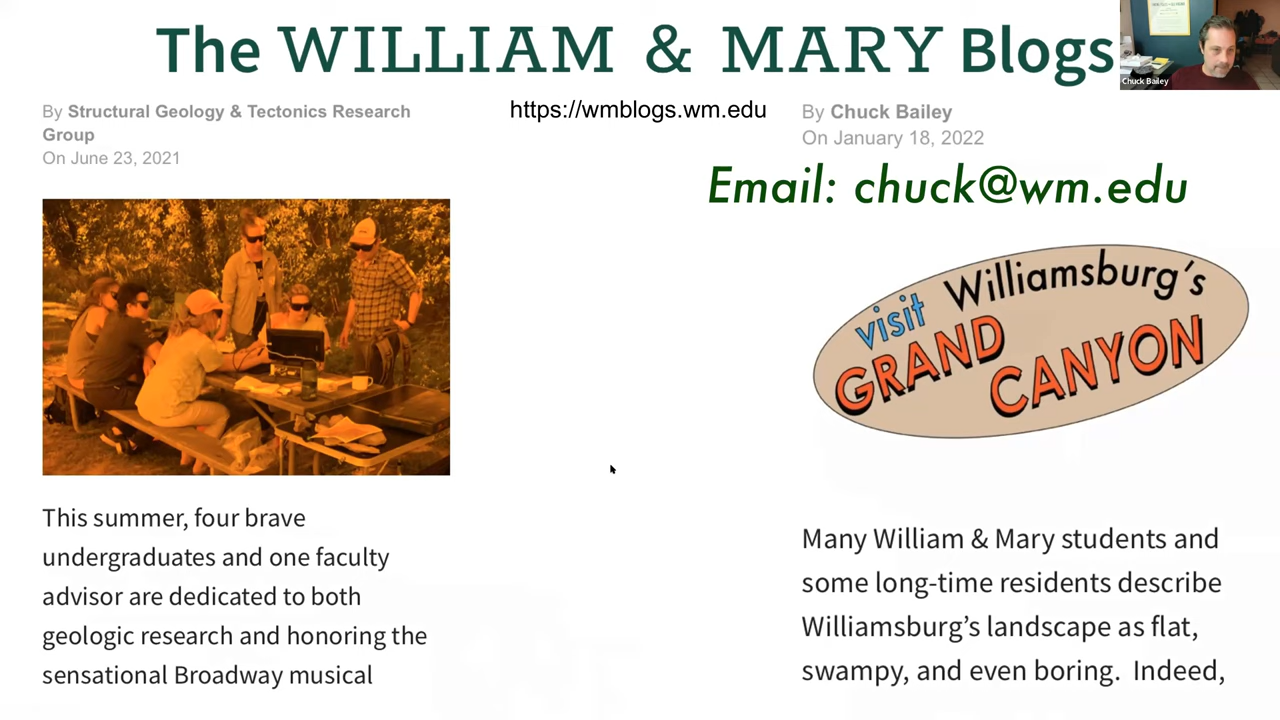 The WILLIAM & MARY Blogs
Chuck Bailey
By Structural Geology & Tectonics Research
Group
On June 23, 2021
https://wmblogs.wm.edu
By Chuck Bailey
On January 18, 2022
Email: chuck@wm.edu
visit Williamsburg's
GRAND
CANYON
This summer, four brave
undergraduates and one faculty
advisor are dedicated to both
geologic research and honoring the
sensational Broadway musical
Many William & Mary students and
some long-time residents describe
Williamsburg’s landscape as flat,
swampy, and even boring. Indeed,